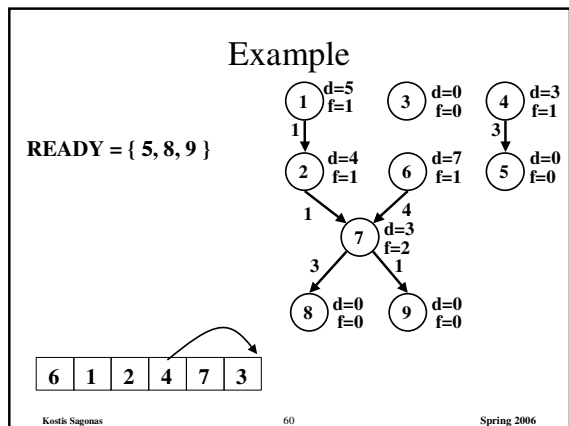 Example
READY = { 5, 8, 9 }
1 d=5
f=1
3 d=0
f=0
4 d=3
f=1
1
3
2 d=4
f=1
6 d=7
f=1
5 d=0
f=0
1
4
7 d=3
f=2
3
1
8 d=0
f=0
9 d=0
f=0
6 1 2 4 7 3
Kostis Sagonas 60 Spring 2006